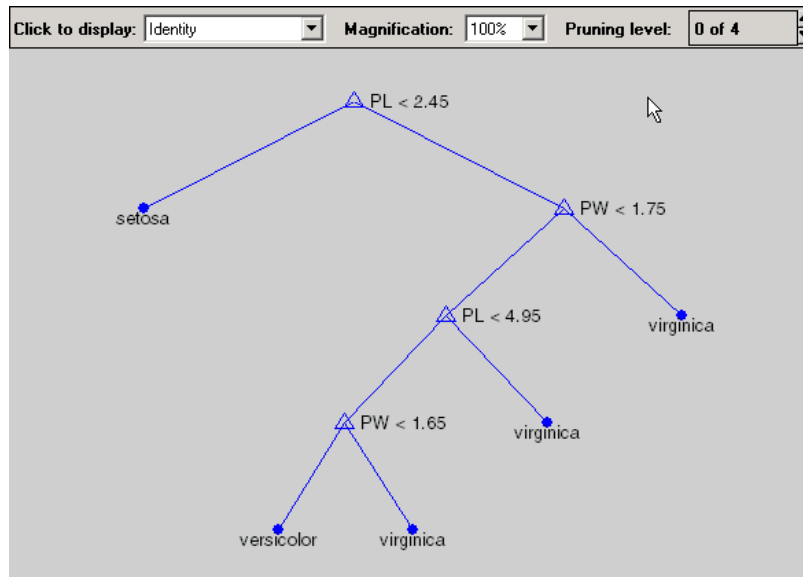 Click to display: Identity Magnification: 100% Pruning level: 0 of 4
PL < 2.45
setosa
PW < 1.75
PL < 4.95
virginica
PW < 1.65
virginica
versicolor
virginica